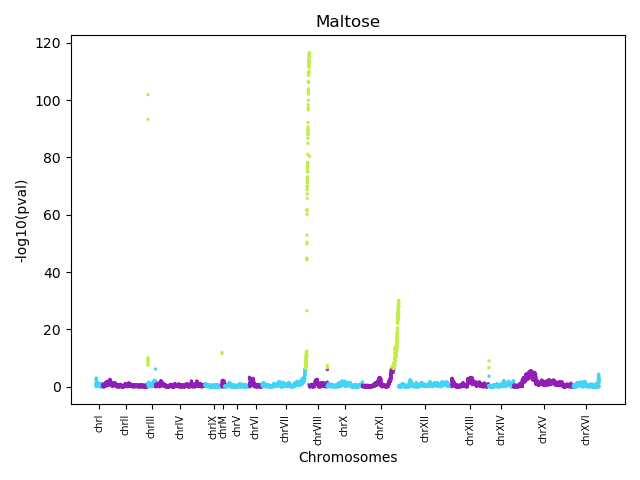 Maltose
-log10(pval)
120
100
80
60
40
20
0
chrI
chrII
chrIII
chrIV
chrIX
chrM
chrV
chrVI
chrVII
chrVIII
chrX
chrXI
chrXII
chrXIII
chrXIV
chrXV
chrXVI
Chromosomes